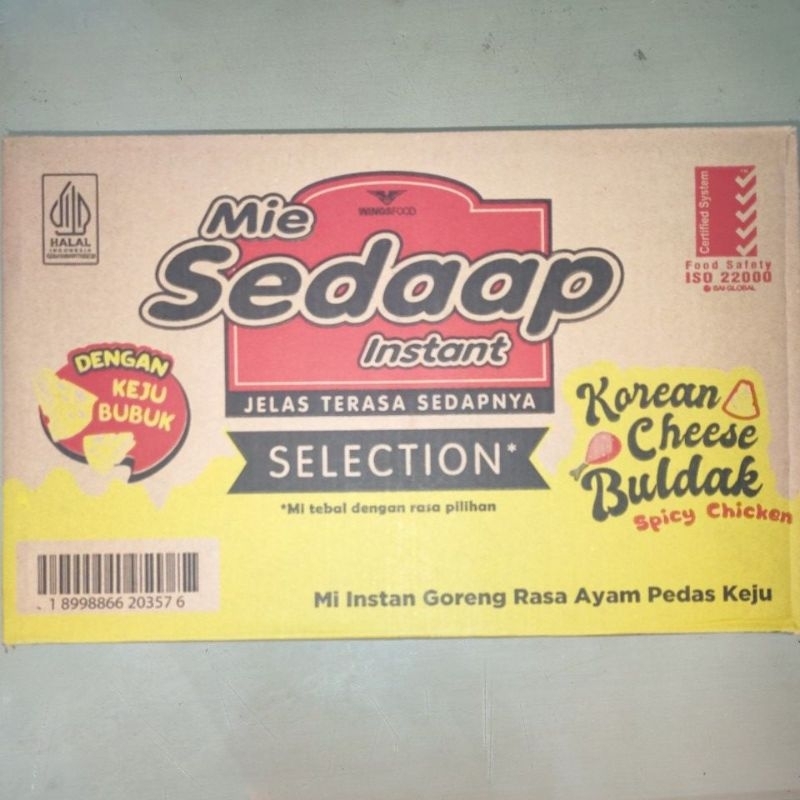 HALAL
INDONESIA
WINGSFOOD
Mie
Sedaap
Instant
JELAS TERASA SEDAPNYA
SELECTION*
*Mi tebal dengan rasa pilihan
Certified System
Food Safety
ISO 22000
SAI GLOBAL
DENGAN
KEJU
BUBUK
Korean
Cheese
Buldak
Spicy Chicken
1 8998866 20357 6
Mi Instan Goreng Rasa Ayam Pedas Keju